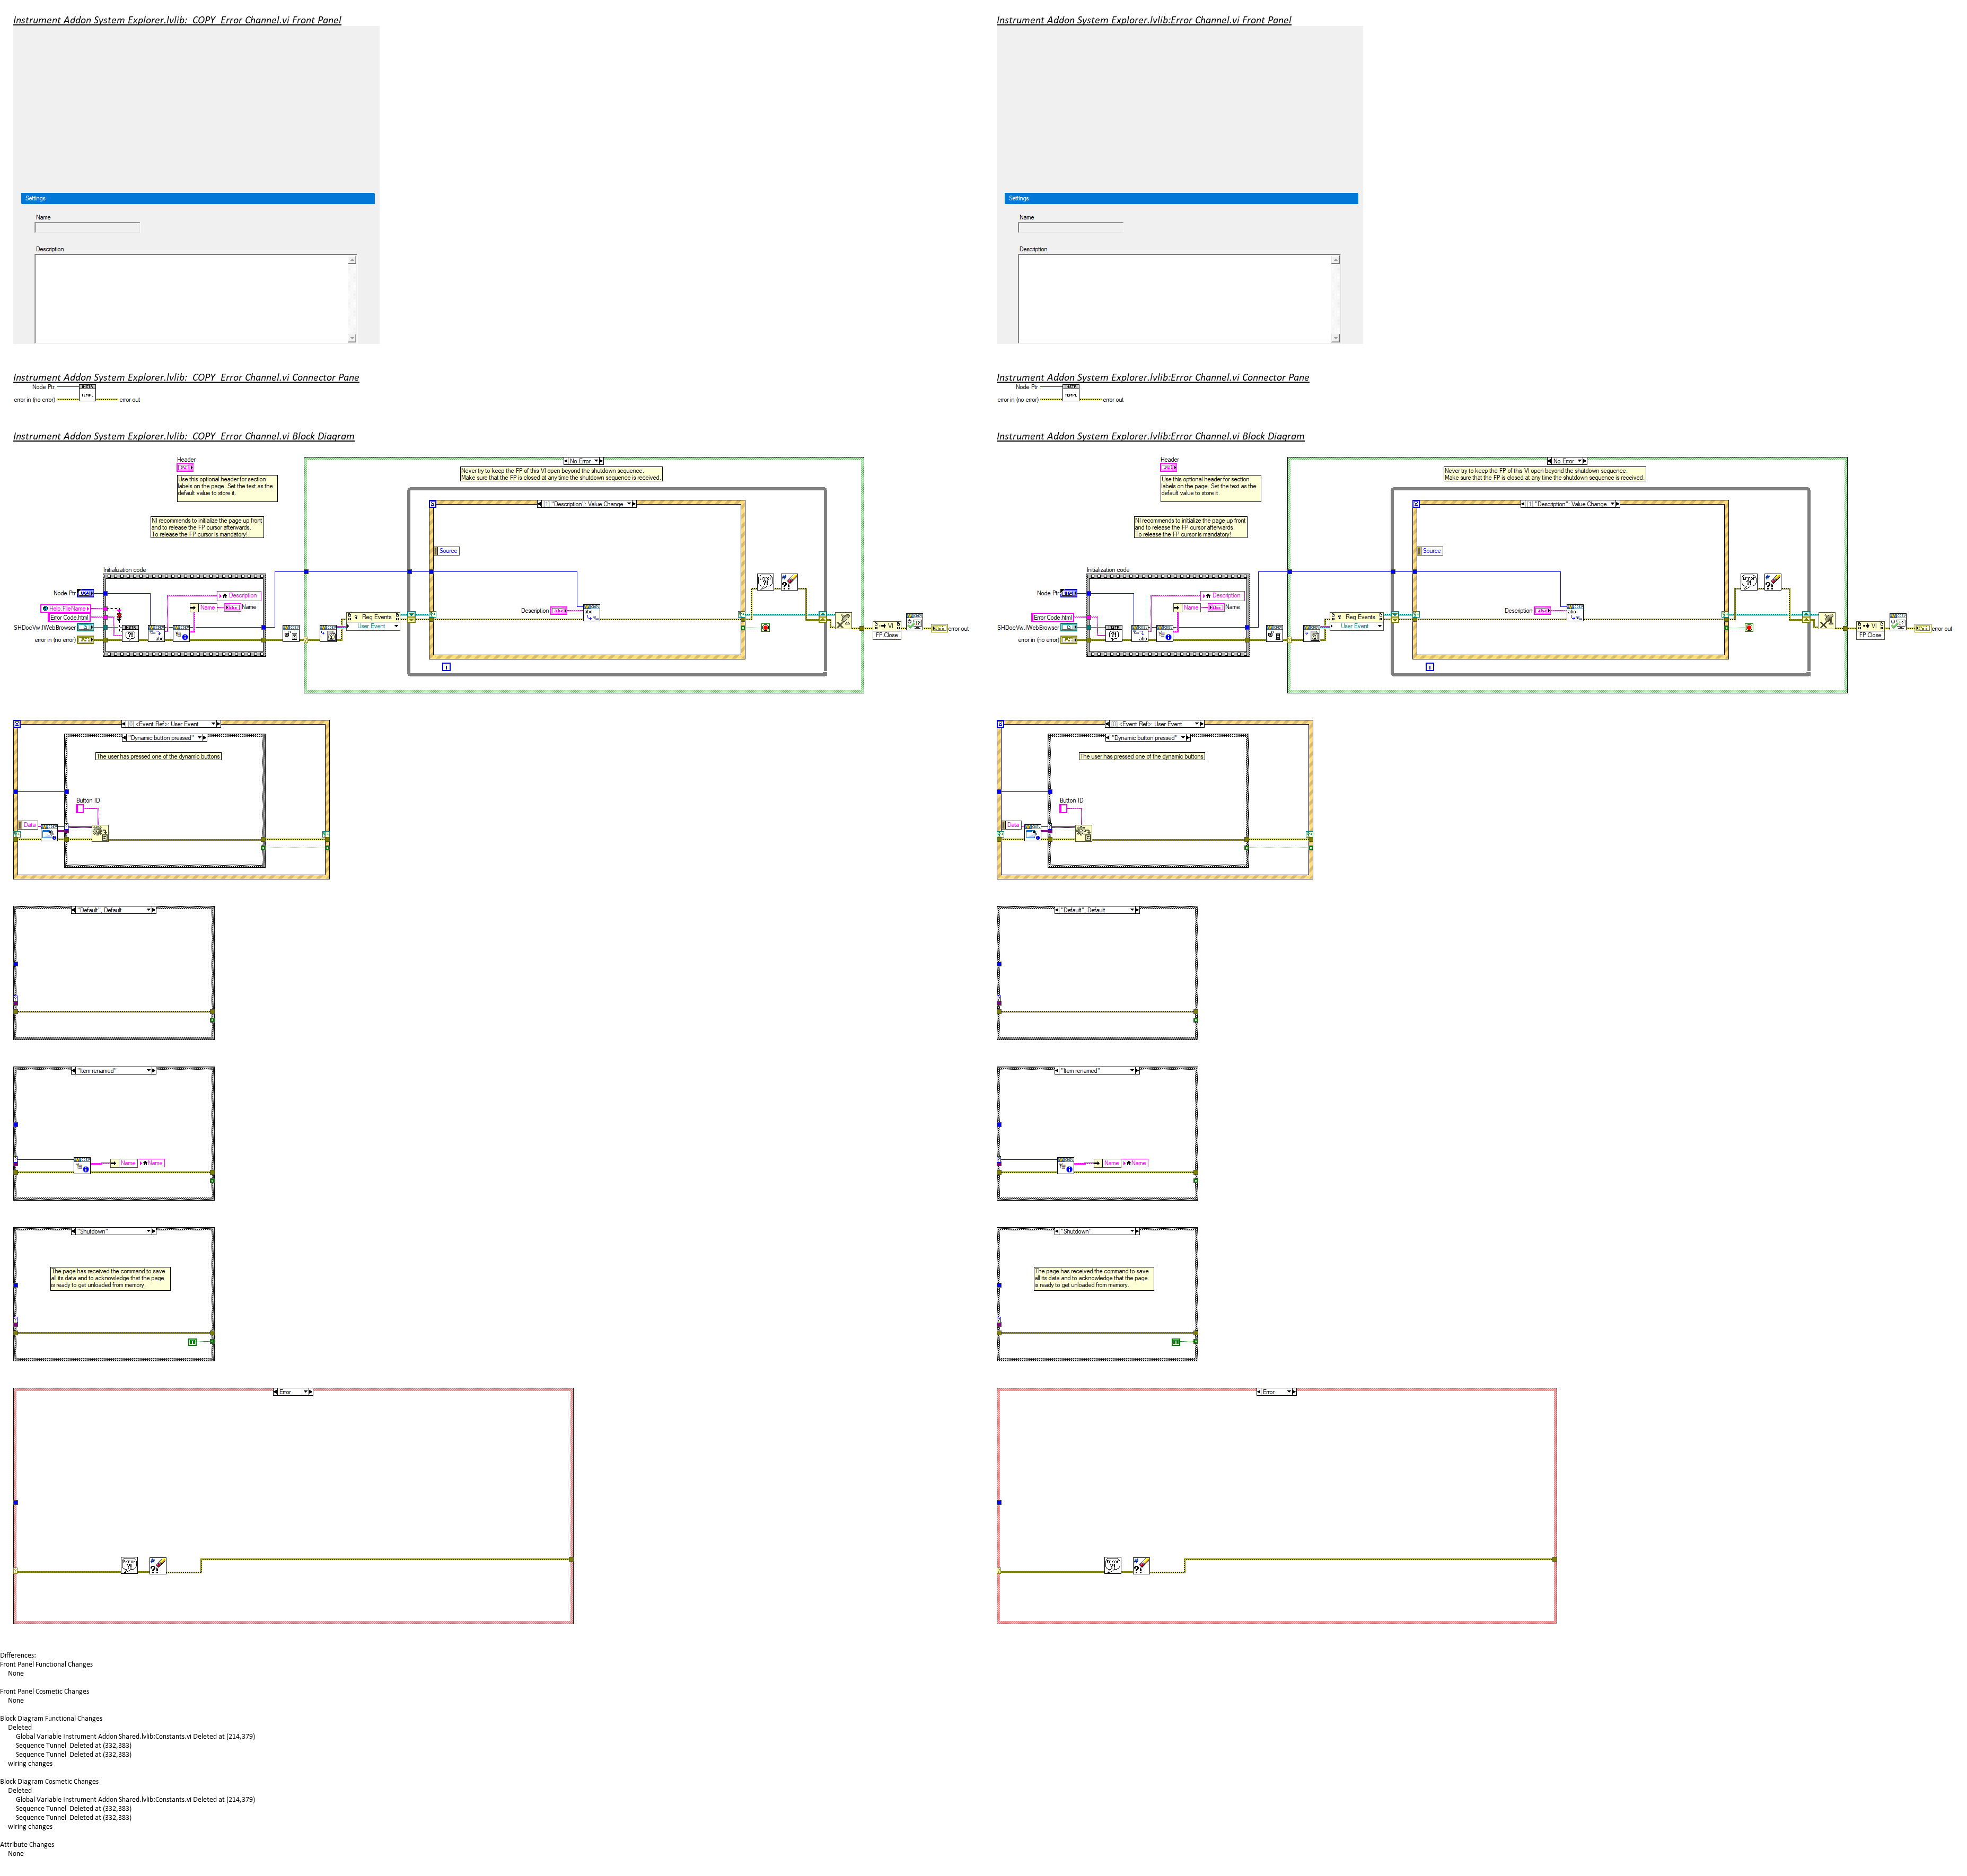 Instrument Addon System Explorer.lvlib:  COPY  Error Channel.vi Front Panel
Settings
Name
Description
Instrument Addon System Explorer.lvlib:  COPY  Error Channel.vi Connector Pane
Node Ptr
INSTR.
TEMPL
error in (no error)
error out
Instrument Addon System Explorer.lvlib:  COPY  Error Channel.vi Block Diagram
Header
Use this optional header for section
labels on the page. Set the text as the
default value to store it.
NI recommends to initialize the page up front
and to release the FP cursor afterwards.
To release the FP cursor is mandatory!
No Error
Never try to keep the FP of this VI open beyond the shutdown sequence.
Make sure that the FP is closed at any time the shutdown sequence is received.
[1] "Description": Value Change
Source
Initialization code
Node Ptr
Help FileName
Error Code.html
SHDocVw.IWebBrowser
error in (no error)
Description
Name
Name
Reg Events
User Event
Description
VI
FP.Close
error out
[0] <Event Ref>: User Event
"Dynamic button pressed"
The user has pressed one of the dynamic buttons
Button ID
Data
"Default", Default
"Item renamed"
Name
Name
"Shutdown"
The page has received the command to save
all its data and to acknowledge that the page
is ready to get unloaded from memory.
Error
Instrument Addon System Explorer.lvlib:Error Channel.vi Front Panel
Settings
Name
Description
Instrument Addon System Explorer.lvlib:Error Channel.vi Connector Pane
Node Ptr
INSTR.
TEMPL
error in (no error)
error out
Instrument Addon System Explorer.lvlib:Error Channel.vi Block Diagram
Header
Use this optional header for section
labels on the page. Set the text as the
default value to store it.
NI recommends to initialize the page up front
and to release the FP cursor afterwards.
To release the FP cursor is mandatory!
No Error
Never try to keep the FP of this VI open beyond the shutdown sequence.
Make sure that the FP is closed at any time the shutdown sequence is received.
[1] "Description": Value Change
Source
Initialization code
Node Ptr
Error Code.html
SHDocVw.IWebBrowser
error in (no error)
Description
Name
Name
Reg Events
User Event
Description
VI
FP.Close
error out
[0] <Event Ref>: User Event
"Dynamic button pressed"
The user has pressed one of the dynamic buttons
Button ID
Data
"Default", Default
"Item renamed"
Name
Name
"Shutdown"
The page has received the command to save
all its data and to acknowledge that the page
is ready to get unloaded from memory.
Error
Differences:
Front Panel Functional Changes
None
Front Panel Cosmetic Changes
None
Block Diagram Functional Changes
Deleted
Global Variable Instrument Addon Shared.lvlib:Constants.vi Deleted at (214,379)
Sequence Tunnel  Deleted at (332,383)
Sequence Tunnel  Deleted at (332,383)
wiring changes
Block Diagram Cosmetic Changes
Deleted
Global Variable Instrument Addon Shared.lvlib:Constants.vi Deleted at (214,379)
Sequence Tunnel  Deleted at (332,383)
Sequence Tunnel  Deleted at (332,383)
wiring changes
Attribute Changes
None